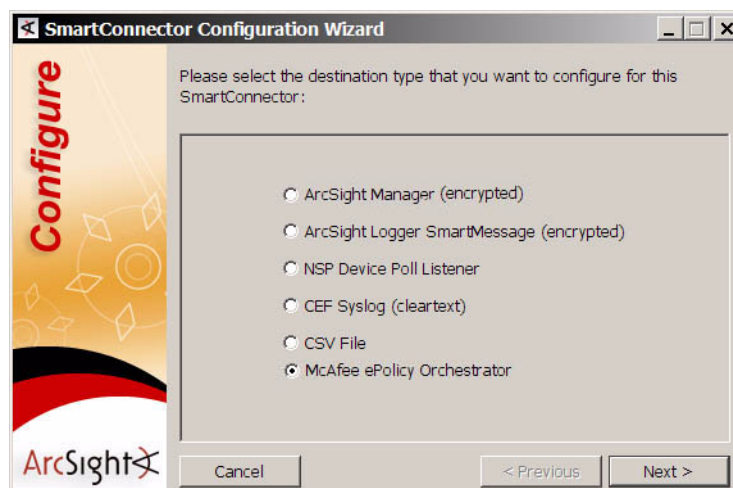 SmartConnector Configuration Wizard
Configure
Please select the destination type that you want to configure for this
SmartConnector:
ArcSight Manager (encrypted)
ArcSight Logger SmartMessage (encrypted)
NSP Device Poll Listener
CEF Syslog (cleartext)
CSV File
McAfee ePolicy Orchestrator
ArcSight
Cancel
< Previous
Next >